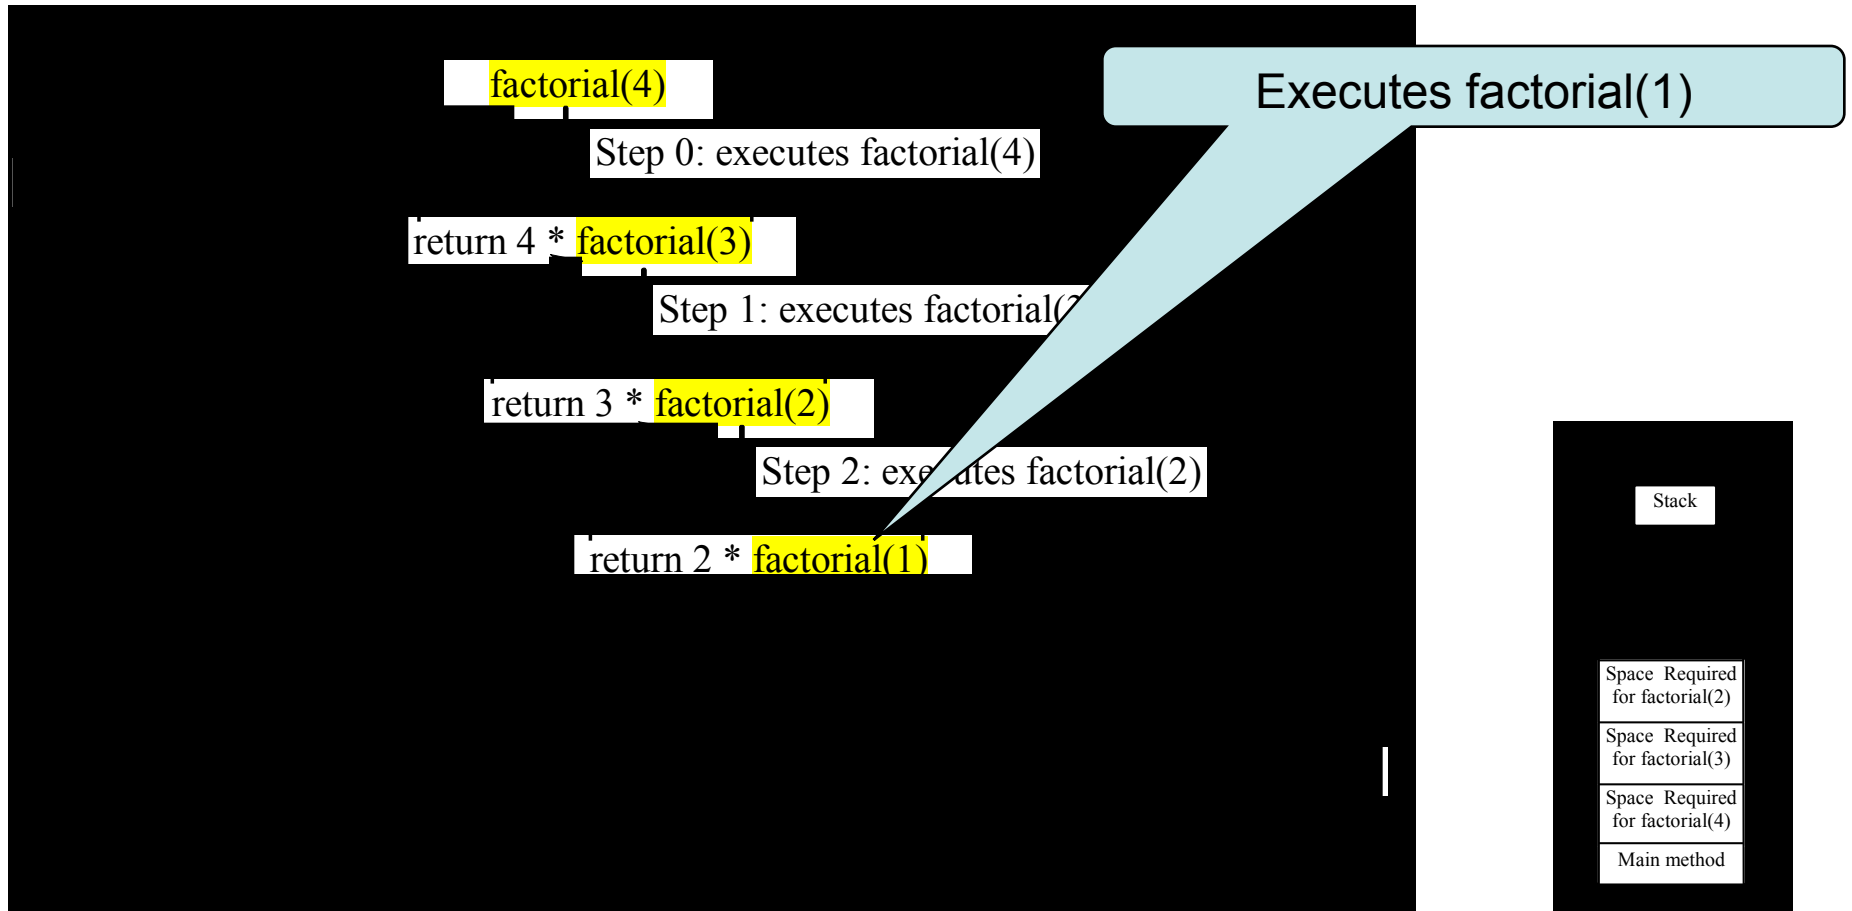 factorial(4)
Executes factorial(1)
Step 0: executes factorial(4)
return 4 * factorial(3)
Step 1: executes
return 3 * factorial(2)
Step 2: executes factorial(2)
return 2 * factorial(1)
Stack
Space Required
for factorial(2)
Space Required
for factorial(3)
Space Required
for factorial(4)
Main method